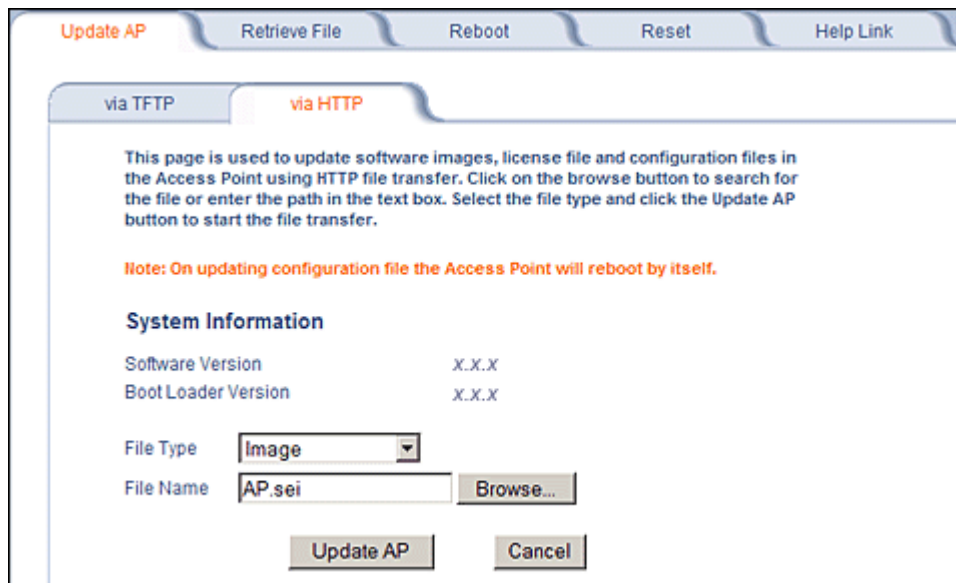 Update AP Retrieve File Reboot Reset Help Link
via TFTP via HTTP
This page is used to update software images, license file and configuration files in
the Access Point using HTTP file transfer. Click on the browse button to search for
the file or enter the path in the text box. Select the file type and click the Update AP
button to start the file transfer.
Note: On updating configuration file the Access Point will reboot by itself.
System Information
Software Version x.x.x
Boot Loader Version x.x.x
File Type Image
File Name AP.sei Browse...
Update AP Cancel